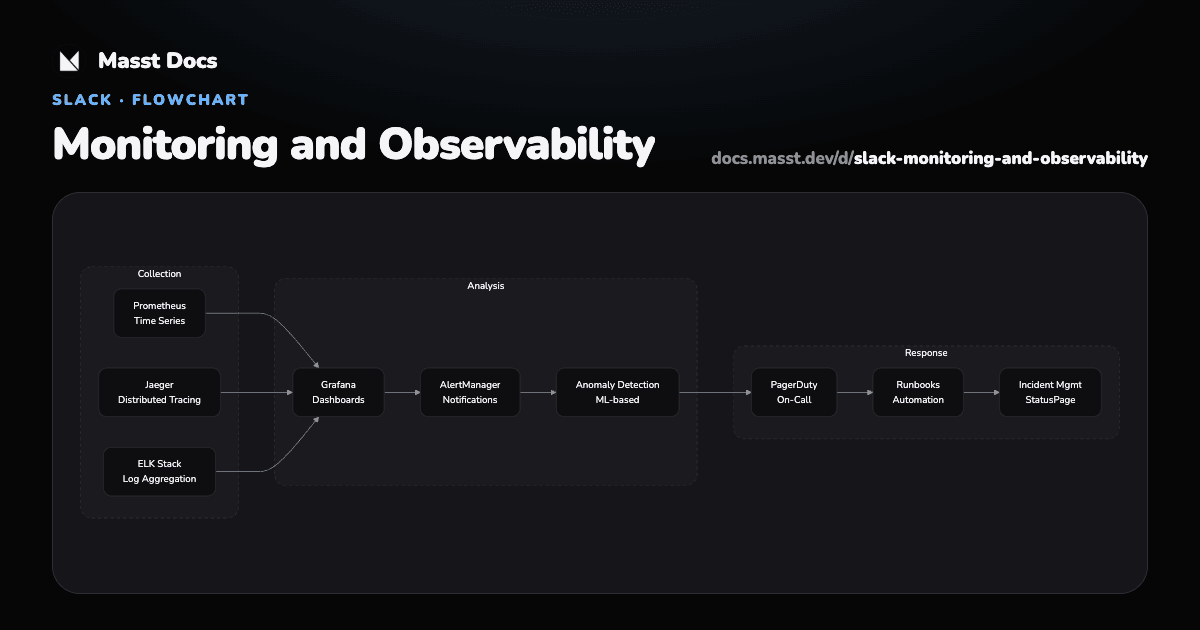 Masst Docs
SLACK · FLOWCHART
Monitoring and Observability
docs.masst.dev/d/slack-monitoring-and-observability
Collection
Prometheus
Time Series
Jaeger
Distributed Tracing
ELK Stack
Log Aggregation
Analysis
Grafana
Dashboards
AlertManager
Notifications
Anomaly Detection
ML-based
Response
PagerDuty
On-Call
Runbooks
Automation
Incident Mgmt
StatusPage